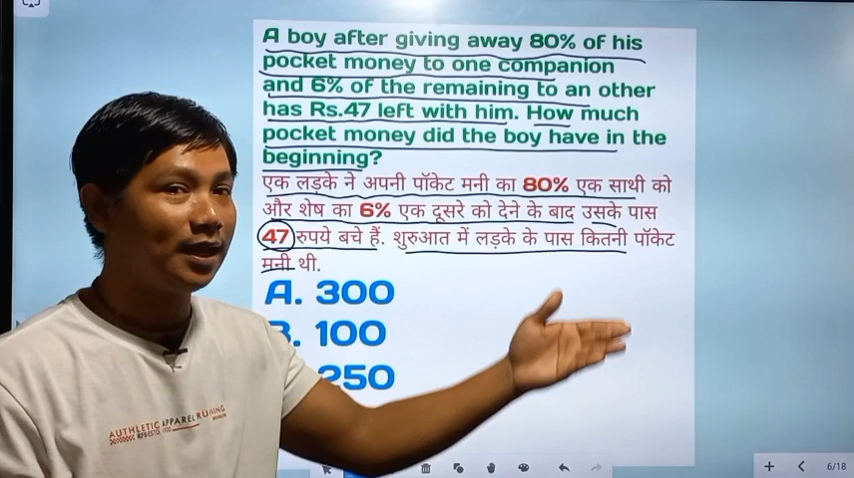 A boy after giving away 80% of his
pocket money to one companion
and 6% of the remaining to an other
has Rs.47 left with him. How much
pocket money did the boy have in the
beginning?
एक लड़के ने अपनी पॉकेट मनी का 80% एक साथी को
और शेष का 6% एक दूसरे को देने के बाद उसके पास
47 रुपये बचे हैं. शुरुआत में लड़के के पास कितनी पॉकेट
मनी थी.
A. 300
. 100
250
AUTHLETIC APPAREL RUNNING
6/18